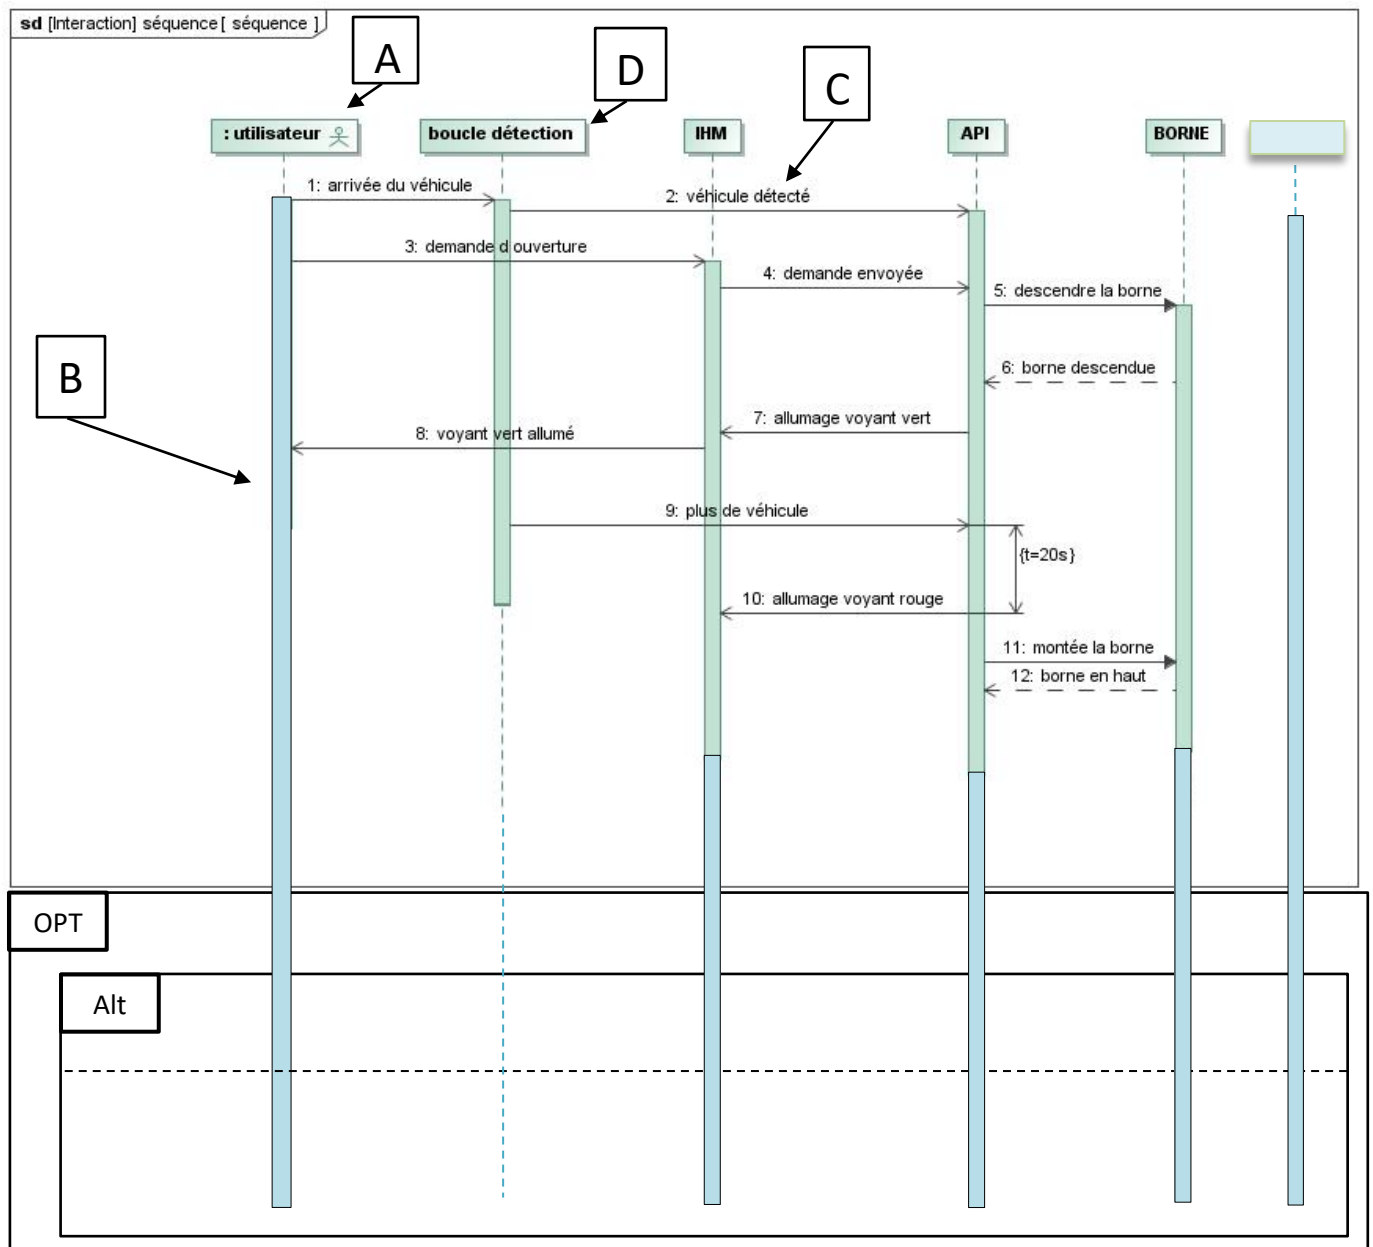 sd [Interaction] séquence[ séquence ]
A
D
C
: utilisateur
boucle détection
IHM
API
BORNE
1: arrivée du véhicule
2: véhicule détecté
3: demande d ouverture
4: demande envoyée
5: descendre la borne
B
6: borne descendue
7: allumage voyant vert
8: voyant vert allumé
9: plus de véhicule
{t=20s}
10: allumage voyant rouge
11: montée la borne
12: borne en haut
OPT
Alt